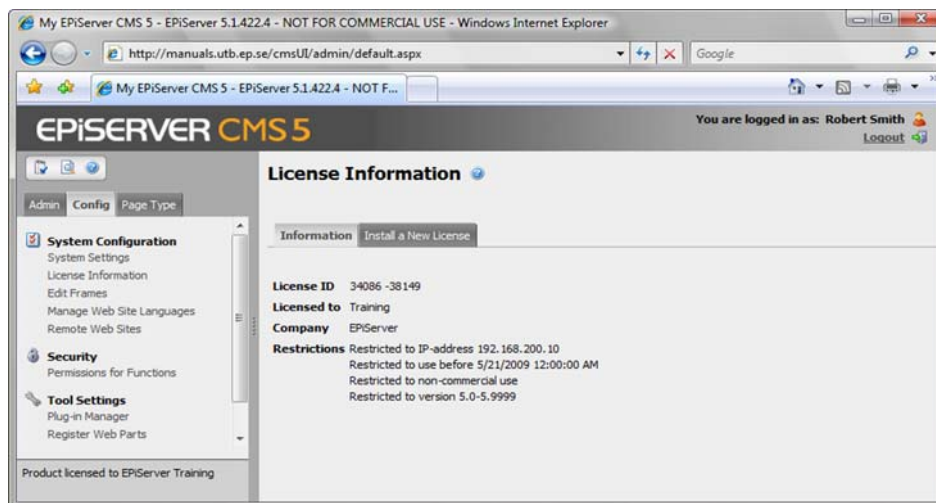 My EPiServer CMS 5 - EPiServer 5.1.422.4 - NOT FOR COMMERCIAL USE - Windows Internet Explorer
http://manuals.utb.ep.se/cmsUI/admin/default.aspx
Google
My EPiServer CMS 5 - EPiServer 5.1.422.4 - NOT F...
EPiSERVER CMS 5
You are logged in as: Robert Smith
Logout
Admin Config Page Type
License Information
Information Install a New License
System Configuration
System Settings
License Information
Edit Frames
Manage Web Site Languages
Remote Web Sites
Security
Permissions for Functions
Tool Settings
Plug-in Manager
Register Web Parts
Product licensed to EPiServer Training
License ID 34086 -38149
Licensed to Training
Company EPiServer
Restrictions Restricted to IP-address 192.168.200.10
Restricted to use before 5/21/2009 12:00:00 AM
Restricted to non-commercial use
Restricted to version 5.0-5.9999